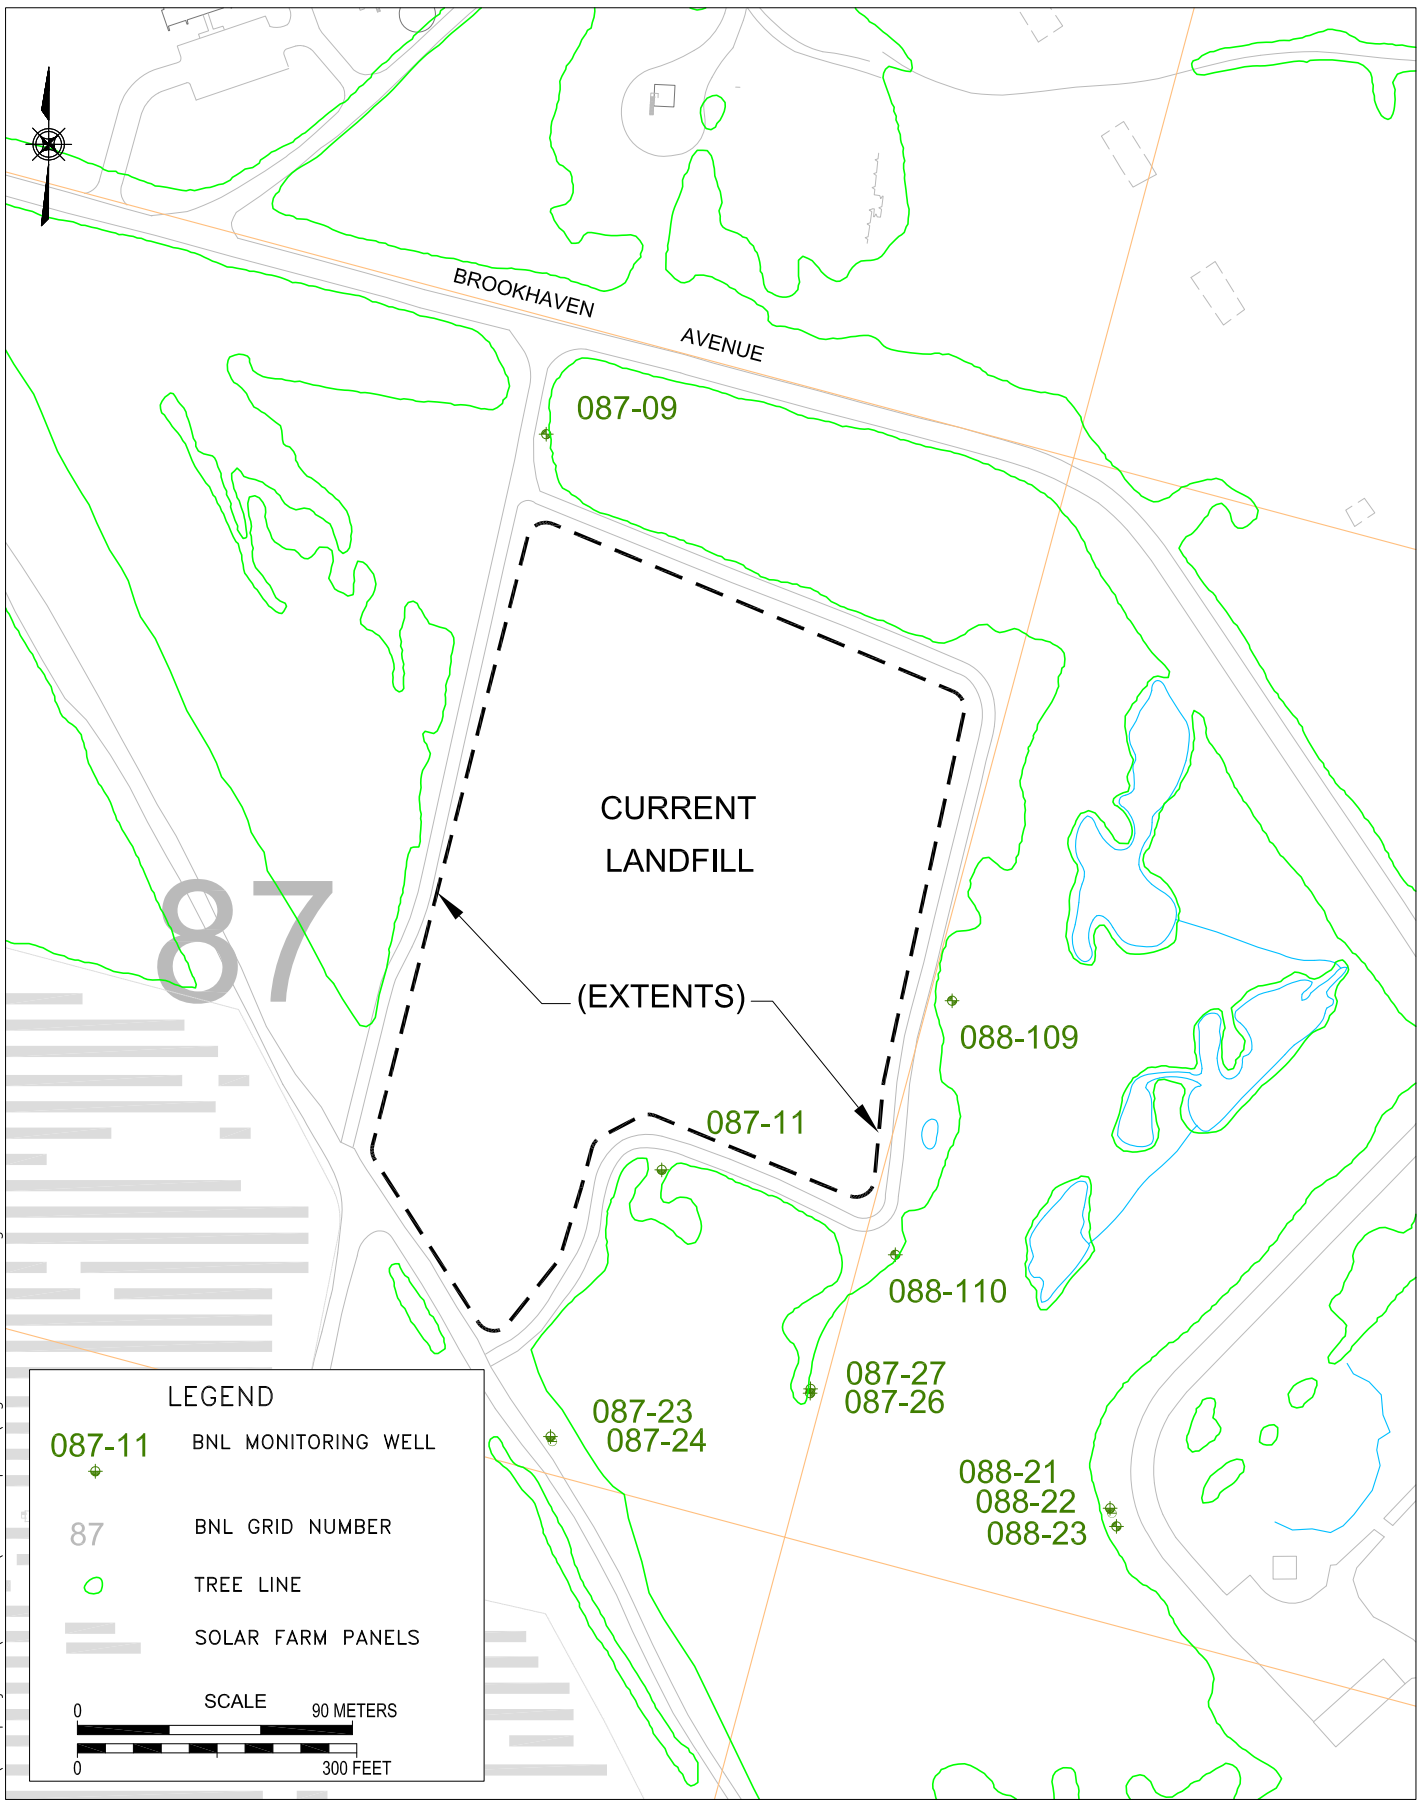 BROOKHAVEN
AVENUE
087-09
CURRENT
LANDFILL
87
(EXTENTS)
088-109
087-11
088-110
087-27
087-26
087-23
087-24
088-21
088-22
088-23
LEGEND
087-11 BNL MONITORING WELL
87 BNL GRID NUMBER
TREE LINE
SOLAR FARM PANELS
SCALE
0 90 METERS
0 300 FEET